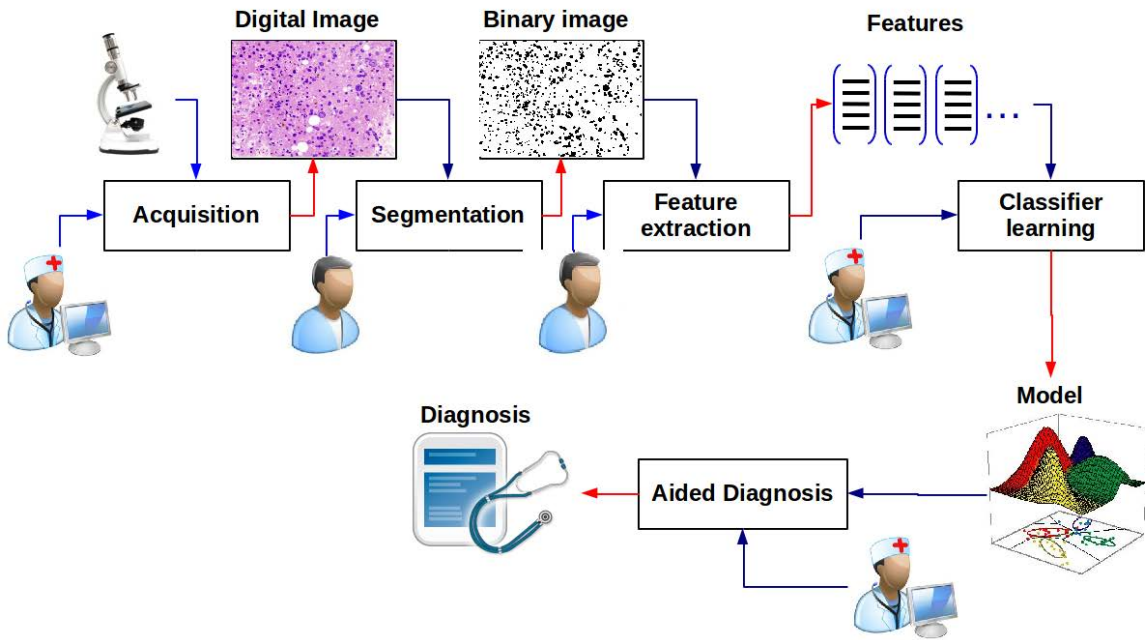 Digital Image
Binary image
Features
Acquisition
Segmentation
Feature
extraction
Classifier
learning
Model
Diagnosis
Aided Diagnosis